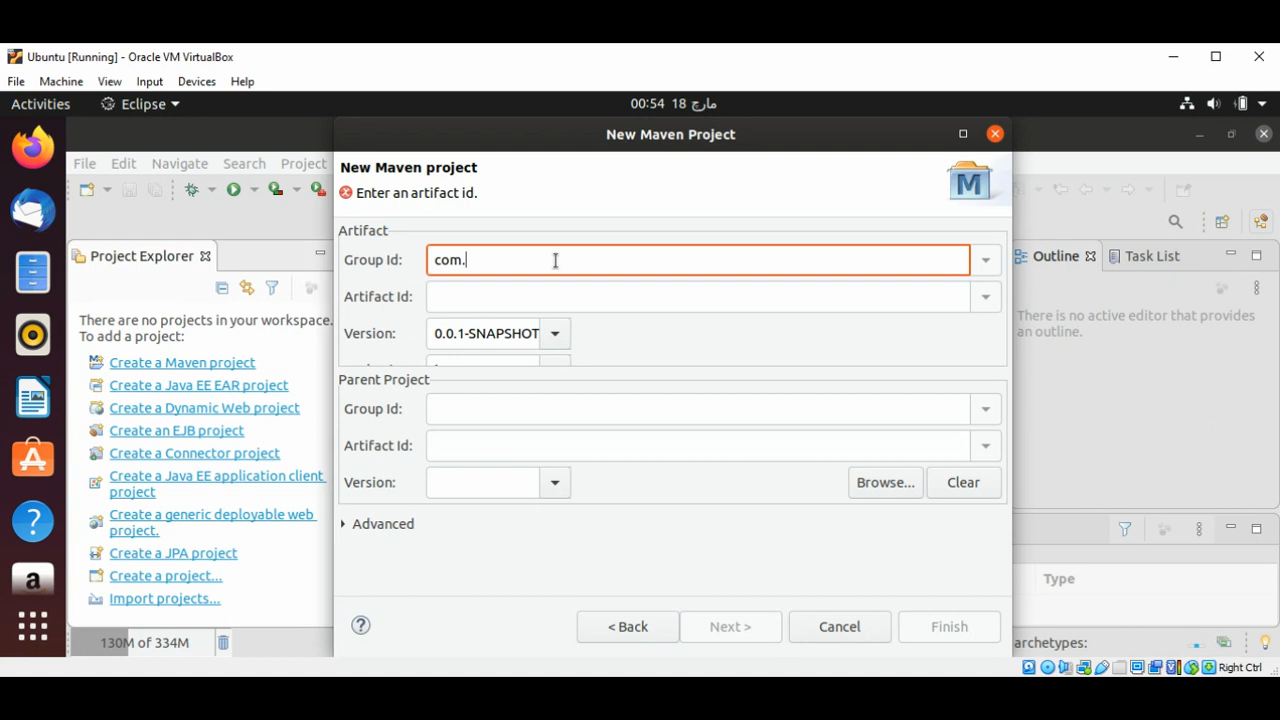 Ubuntu [Running] - Oracle VM VirtualBox
File Machine View Input Devices Help
Activities Eclipse 00:54 18 مارچ
New Maven Project
File Edit Navigate Search Project
New Maven project
Enter an artifact id.
M
Artifact
Group Id: com.
Artifact Id:
Version: 0.0.1-SNAPSHOT
Parent Project
Group Id:
Artifact Id:
Version: Browse... Clear
Advanced
< Back Next > Cancel Finish
Project Explorer
There are no projects in your workspace.
To add a project:
Create a Maven project
Create a Java EE EAR project
Create a Dynamic Web project
Create an EJB project
Create a Connector project
Create a Java EE application client
project
Create a generic deployable web
project.
Create a JPA project
Create a project...
Import projects...
130M of 334M
Outline Task List
There is no active editor that provides
an outline.
Type
archetypes:
Right Ctrl